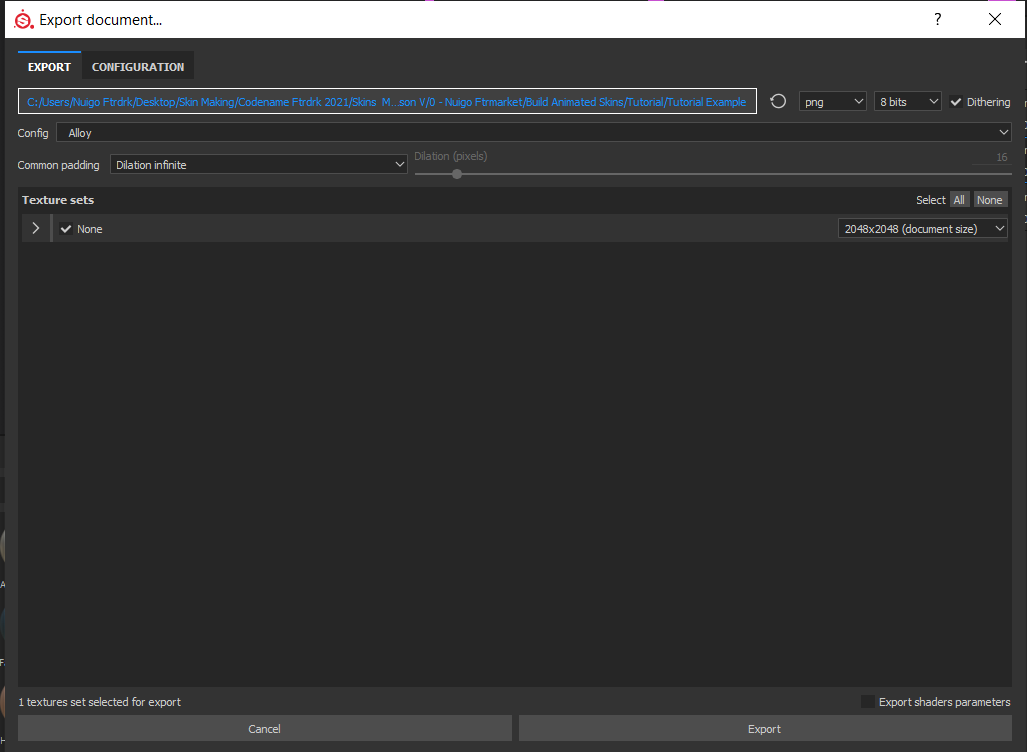 Export document... ?
EXPORT CONFIGURATION
C:/Users/Nuigo Ftrdrk/Desktop/Skin Making/Codename Ftrdrk 2021/Skins M...son V/0 - Nuigo Ftrmarket/Build Animated Skins/Tutorial/Tutorial Example png 8 bits Dithering
Config Alloy
Common padding Dilation infinite Dilation (pixels) 16
Texture sets Select All None
None 2048x2048 (document size)
A
F.
1 textures set selected for export Export shaders parameters
H
Cancel Export